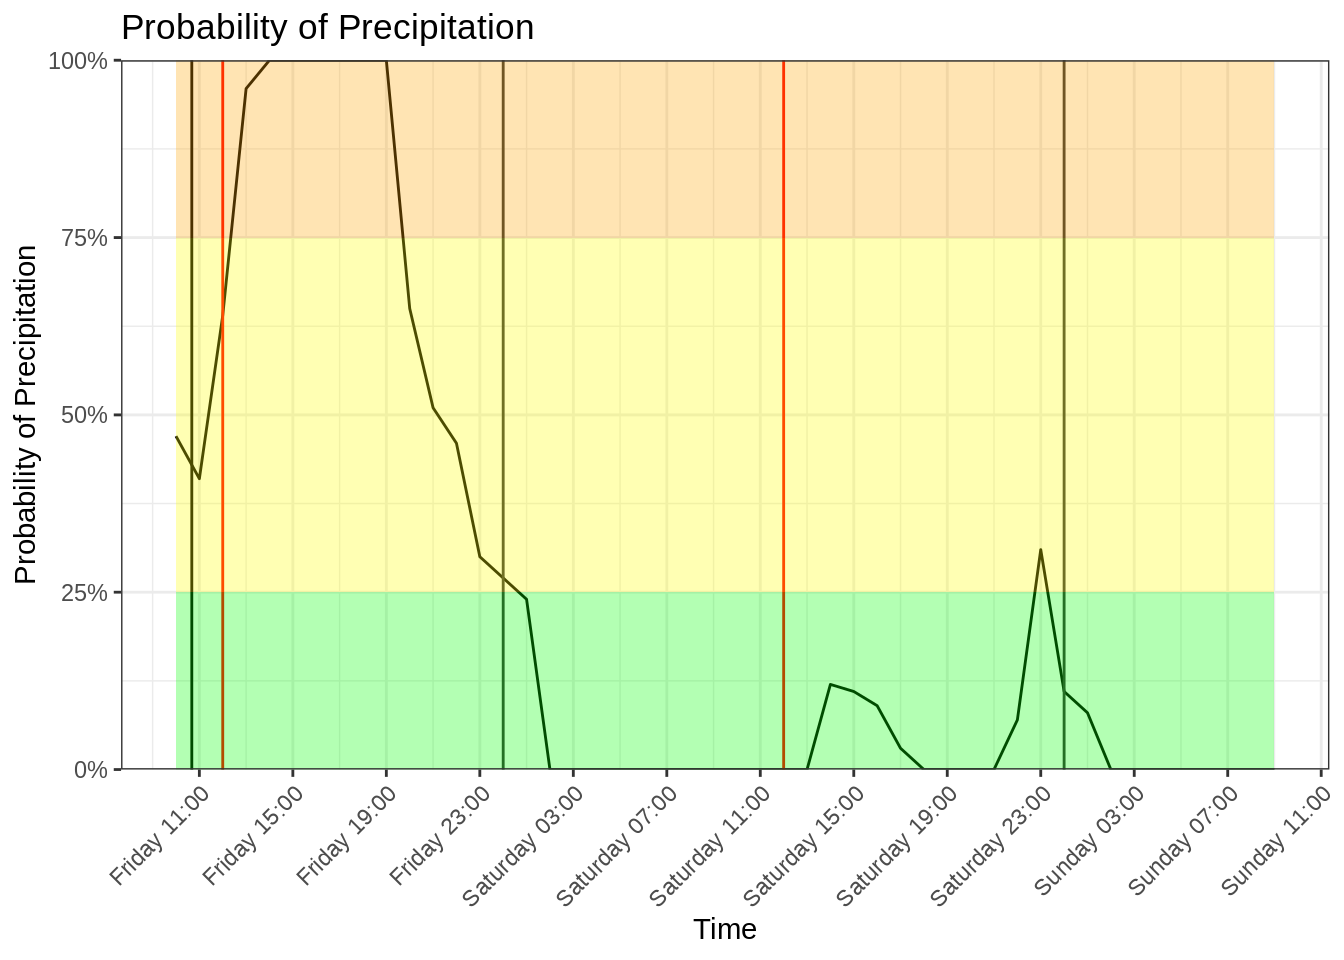 Probability of Precipitation
Probability of Precipitation
100%
75%
50%
25%
0%
Friday 11:00
Friday 15:00
Friday 19:00
Friday 23:00
Saturday 03:00
Saturday 07:00
Saturday 11:00
Saturday 15:00
Saturday 19:00
Saturday 23:00
Sunday 03:00
Sunday 07:00
Sunday 11:00
Time